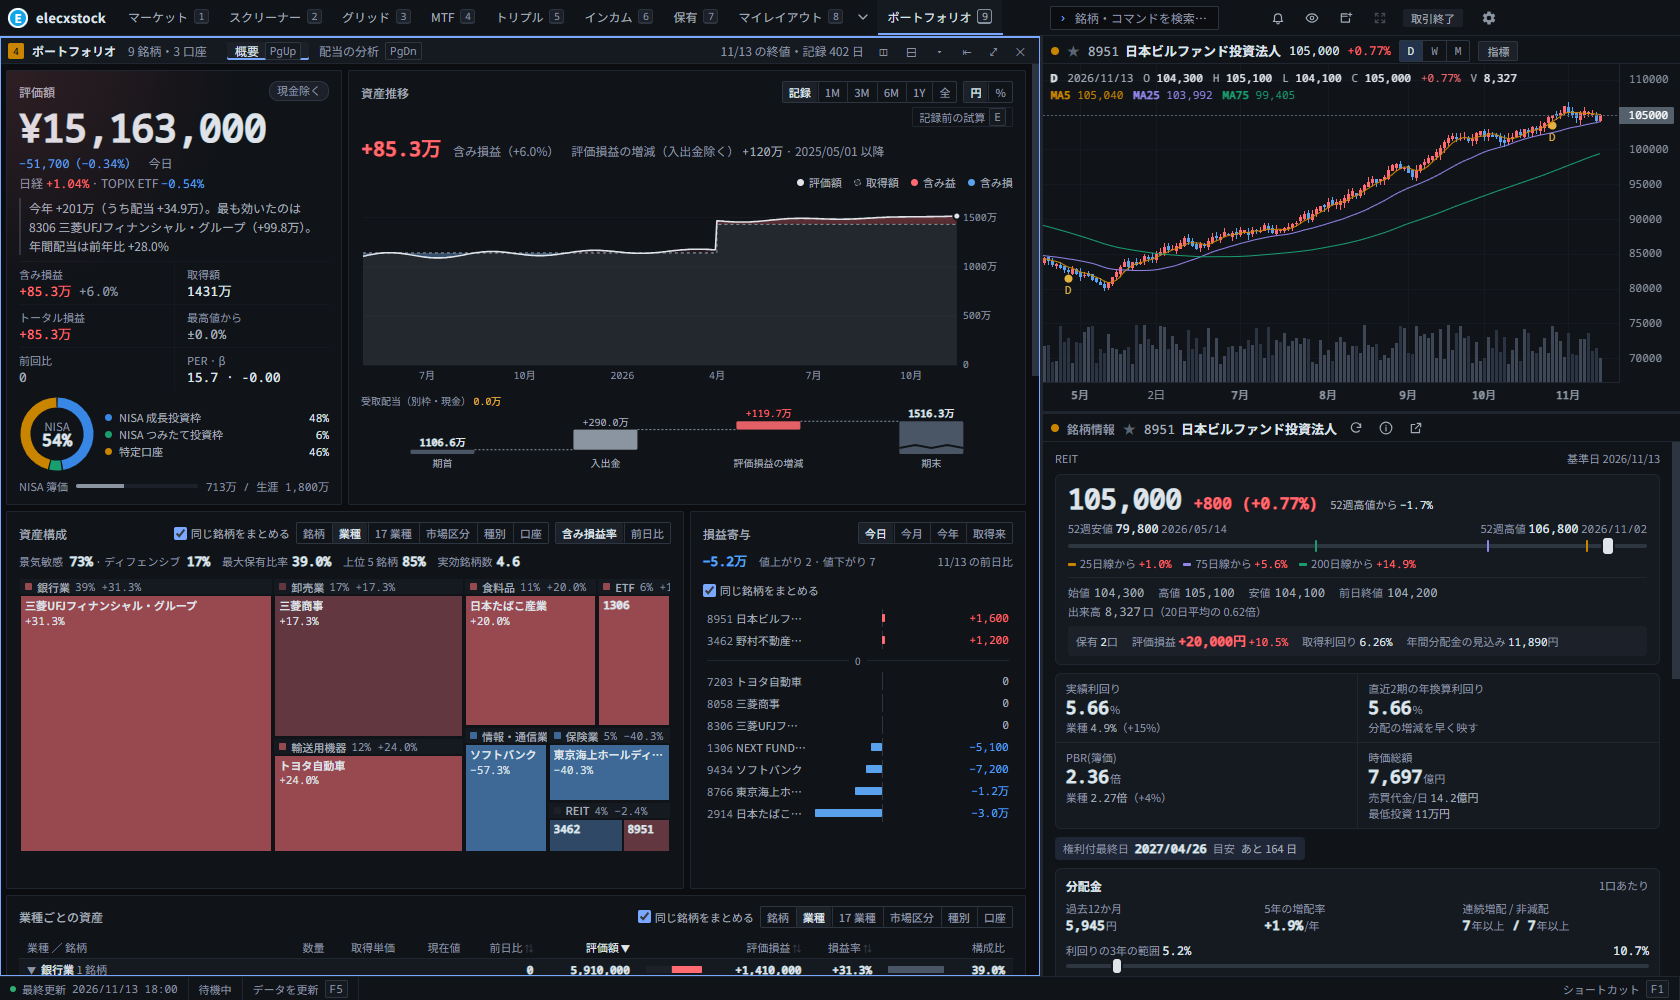 elecxstock マーケット 1 スクリーナー 2 グリッド 3 MTF 4 トリプル 5 インカム 6 保有 7 マイレイアウト 8 ポートフォリオ 9 › 銘柄・コマンドを検索… 取引終了
4 ポートフォリオ 9 銘柄・3 口座 概要 PgUp 配当の分析 PgDn 11/13 の終値・記録 402 日
評価額 現金除く
¥15,163,000
−51,700 (−0.34%) 今日
日経 +1.04%・TOPIX ETF −0.54%
今年 +201万（うち配当 +34.9万）。最も効いたのは
8306 三菱UFJフィナンシャル・グループ（+99.8万）。
年間配当は前年比 +28.0%
含み損益 取得額
+85.3万 +6.0% 1431万
トータル損益 最高値から
+85.3万 ±0.0%
前回比 PER・β
0 15.7 · -0.00
NISA 54%
NISA 成長投資枠 48%
NISA つみたて投資枠 6%
特定口座 46%
NISA 簿価 713万 / 生涯 1,800万
資産推移 記録 1M 3M 6M 1Y 全 円 %
記録前の試算 E
+85.3万 含み損益（+6.0%） 評価損益の増減（入出金除く） +120万・2025/05/01 以降
評価額 取得額 含み益 含み損
1500万
1000万
500万
0
7月 10月 2026 4月 7月 10月
受取配当（別枠・現金） 0.0万
1106.6万 +290.0万 +119.7万 1516.3万
期首 入出金 評価損益の増減 期末
資産構成 同じ銘柄をまとめる 銘柄 業種 17 業種 市場区分 種別 口座 含み損益率 前日比
景気敏感 73%・ディフェンシブ 17% 最大保有比率 39.0% 上位 5 銘柄 85% 実効銘柄数 4.6
銀行業 39% +31.3% 卸売業 17% +17.3% 食料品 11% +20.0% ETF 6% +1
三菱UFJフィナンシャル・グループ
+31.3%
三菱商事
+17.3%
日本たばこ産業
+20.0%
1306
輸送用機器 12% +24.0%
トヨタ自動車
+24.0%
情報・通信業 保険業 5% −40.3%
ソフトバンク
−57.3%
東京海上ホールディ…
−40.3%
REIT 4% −2.4%
3462 8951
損益寄与 今日 今月 今年 取得来
−5.2万 値上がり 2・値下がり 7 11/13 の前日比
同じ銘柄をまとめる
8951 日本ビルフ… +1,600
3462 野村不動産… +1,200
0
7203 トヨタ自動車 0
8058 三菱商事 0
8306 三菱UFJフ… 0
1306 NEXT FUND… −5,100
9434 ソフトバンク −7,200
8766 東京海上ホ… −1.2万
2914 日本たばこ… −3.0万
業種ごとの資産 同じ銘柄をまとめる 銘柄 業種 17 業種 市場区分 種別 口座
業種 ／ 銘柄 数量 取得単価 現在値 前日比 評価額▼ 評価損益 損益率 構成比
▼ 銀行業 1 銘柄 0 5,910,000 +1,410,000 +31.3% 39.0%
★ 8951 日本ビルファンド投資法人 105,000 +0.77% D W M 指標
D 2026/11/13 O 104,300 H 105,100 L 104,100 C 105,000 +0.77% V 8,327
MA5 105,040 MA25 103,992 MA75 99,405
110000
105000
100000
95000
90000
85000
80000
75000
70000
D
D
5月 2日 7月 8月 9月 10月 11月
銘柄情報 ★ 8951 日本ビルファンド投資法人
REIT 基準日 2026/11/13
105,000 +800 (+0.77%) 52週高値から −1.7%
52週安値 79,800 2026/05/14 52週高値 106,800 2026/11/02
25日線から +1.0% 75日線から +5.6% 200日線から +14.9%
始値 104,300 高値 105,100 安値 104,100 前日終値 104,200
出来高 8,327 口（20日平均の 0.62倍）
保有 2口 評価損益 +20,000円 +10.5% 取得利回り 6.26% 年間分配金の見込み 11,890円
実績利回り 直近2期の年換算利回り
5.66% 5.66%
業種 4.9%（+15%） 分配の増減を早く映す
PBR(簿価) 時価総額
2.36倍 7,697億円
業種 2.27倍（+4%） 売買代金/日 14.2億円
最低投資 11万円
権利付最終日 2027/04/26 目安 あと 164 日
分配金 1口あたり
過去12か月 5年の増配率 連続増配 / 非減配
5,945円 +1.9%/年 7年以上 / 7年以上
利回りの3年の範囲 5.2% 10.7%
最終更新 2026/11/13 18:00 待機中 データを更新 F5 ショートカット F1